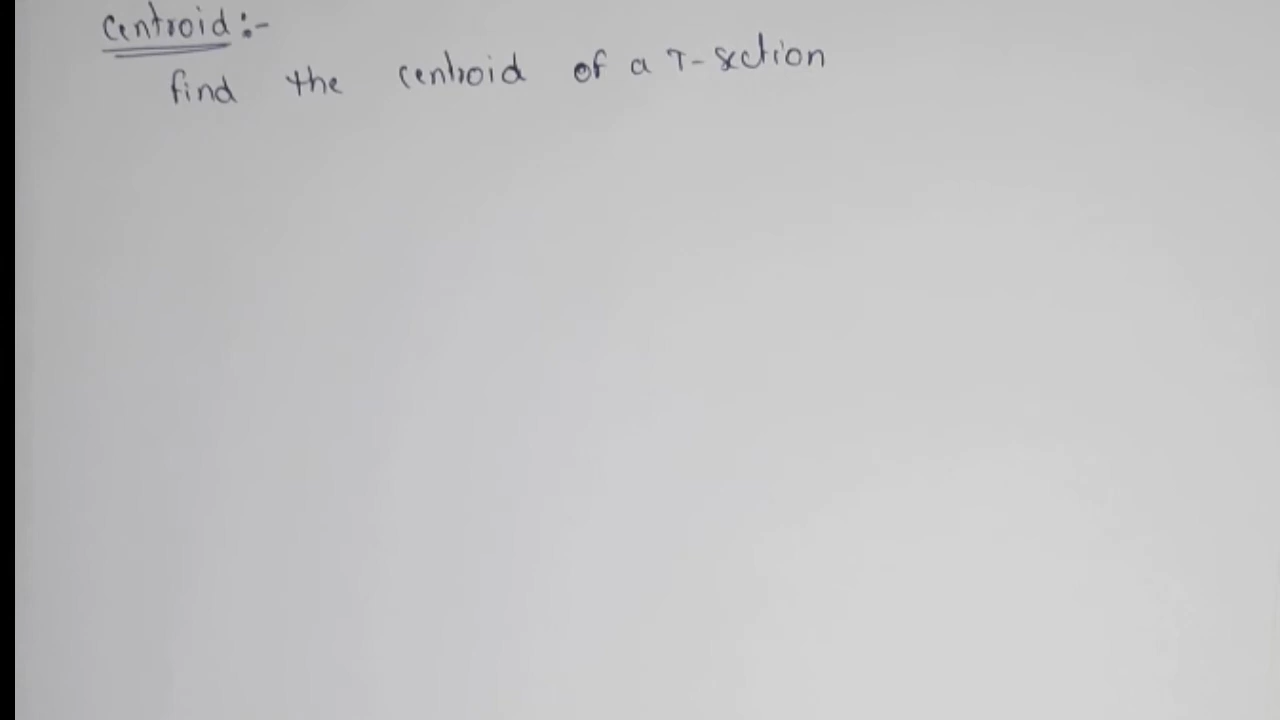 Centroid :-
find the centroid of a T-section